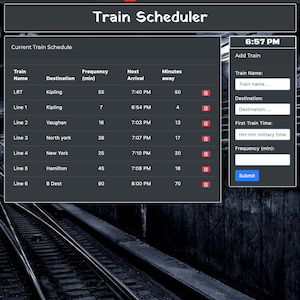 Train Scheduler
6:57 PM
Current Train Schedule
Train Name Destination Frequency (min) Next Arrival Minutes away
LRT Kipling 55 7:40 PM 50
Line 1 Kipling 7 6:54 PM 4
Line 2 Vaughan 16 7:03 PM 13
Line 3 North york 38 7:07 PM 17
Line 4 New York 25 7:10 PM 20
Line 5 Hamilton 45 7:08 PM 18
Line 6 B Dest 90 8:00 PM 70
Add Train
Train Name:
Train name....
Destination:
Destination....
First Train Time:
HH:mm military time
Frequency (min):
Submit